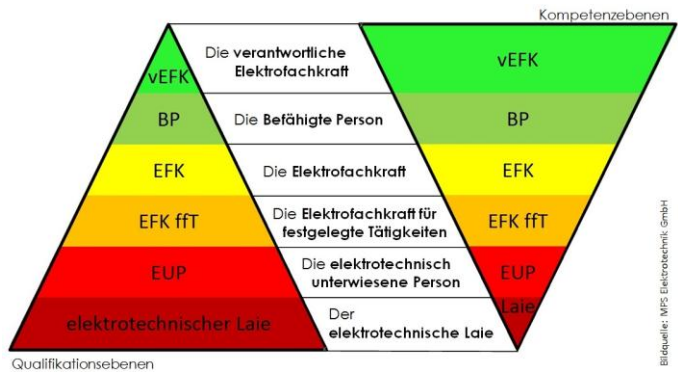 Kompetenzebenen
vEFK
Die verantwortliche
Elektrofachkraft
vEFK
BP
Die Befähigte Person
BP
EFK
Die Elektrofachkraft
EFK
EFK ffT
Die Elektrofachkraft für
festgelegte Tätigkeiten
EFK ffT
EUP
Die elektrotechnisch
unterwiesene Person
EUP
elektrotechnischer Laie
Der
elektrotechnische Laie
Laie
Qualifikationsebenen
Bildquelle: MPS Elektrotechnik GmbH